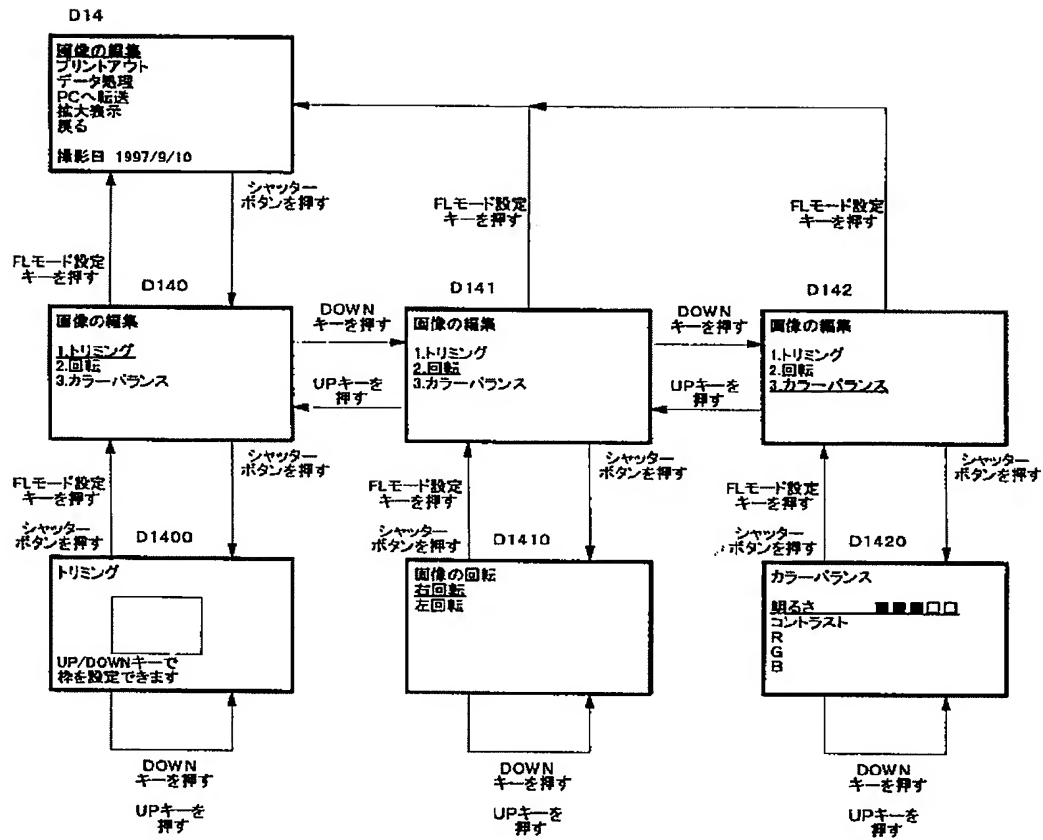 D14
画像の編集
プリントアウト
データ処理
PCへ転送
拡大表示
戻る
撮影日 1997/9/10
シャッター
ボタンを押す
FLモード設定
キーを押す
FLモード設定
キーを押す
FLモード設定
キーを押す
D140
画像の編集
1.トリミング
2.回転
3.カラーバランス
DOWN
キーを押す
UPキーを
押す
D141
画像の編集
1.トリミング
2.回転
3.カラーバランス
DOWN
キーを押す
UPキーを
押す
D142
画像の編集
1.トリミング
2.回転
3.カラーバランス
FLモード設定
キーを押す
シャッター
ボタンを押す
シャッター
ボタンを押す
FLモード設定
キーを押す
シャッター
ボタンを押す
シャッター
ボタンを押す
FLモード設定
キーを押す
シャッター
ボタンを押す
シャッター
ボタンを押す
D1400
トリミング
UP/DOWNキーで
枠を設定できます
DOWN
キーを押す
UPキーを
押す
D1410
画像の回転
右回転
左回転
DOWN
キーを押す
UPキーを
押す
D1420
カラーバランス
明るさ ■■■□□
コントラスト
R
G
B
DOWN
キーを押す
UPキーを
押す